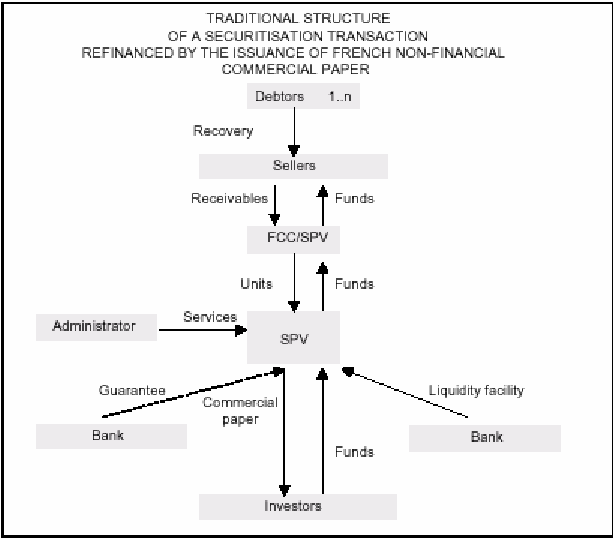 TRADITIONAL STRUCTURE
OF A SECURITISATION TRANSACTION
REFINANCED BY THE ISSUANCE OF FRENCH NON-FINANCIAL
COMMERCIAL PAPER
Debtors 1..n
Recovery
Sellers
Receivables
Funds
FCC/SPV
Units
Funds
Administrator
Services
SPV
Guarantee
Commercial
paper
Liquidity facility
Bank
Bank
Funds
Investors